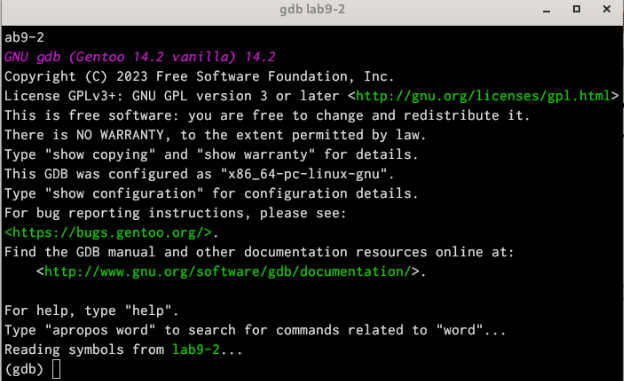 gdb lab9-2
ab9-2
GNU gdb (Gentoo 14.2 vanilla) 14.2
Copyright (C) 2023 Free Software Foundation, Inc.
License GPLv3+: GNU GPL version 3 or later <http://gnu.org/licenses/gpl.html>
This is free software: you are free to change and redistribute it.
There is NO WARRANTY, to the extent permitted by law.
Type "show copying" and "show warranty" for details.
This GDB was configured as "x86_64-pc-linux-gnu".
Type "show configuration" for configuration details.
For bug reporting instructions, please see:
<https://bugs.gentoo.org/>.
Find the GDB manual and other documentation resources online at:
    <http://www.gnu.org/software/gdb/documentation/>.

For help, type "help".
Type "apropos word" to search for commands related to "word"...
Reading symbols from lab9-2...
(gdb)